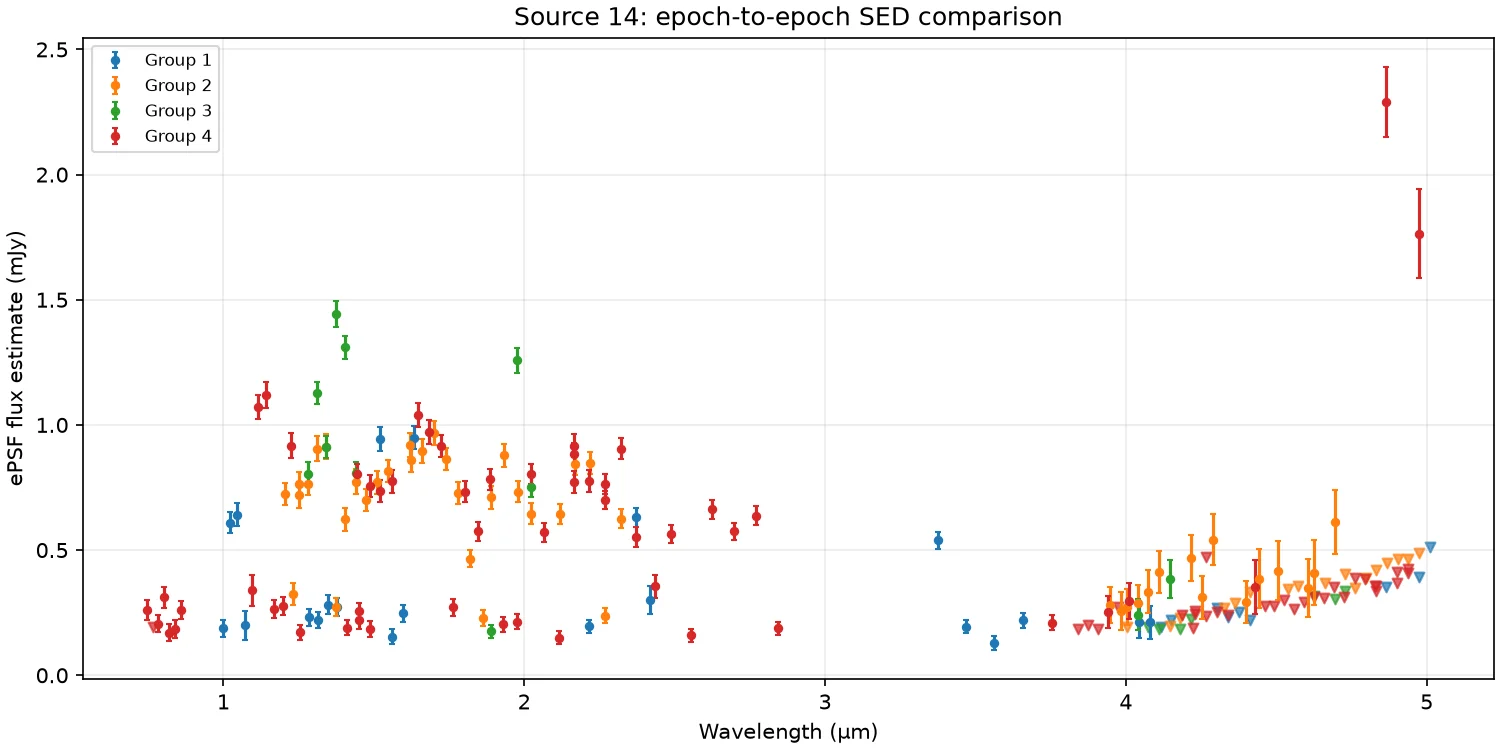 Source 14: epoch-to-epoch SED comparison
Group 1
Group 2
Group 3
Group 4
ePSF flux estimate (mJy)
2.5
2.0
1.5
1.0
0.5
0.0
1 2 3 4 5
Wavelength (μm)